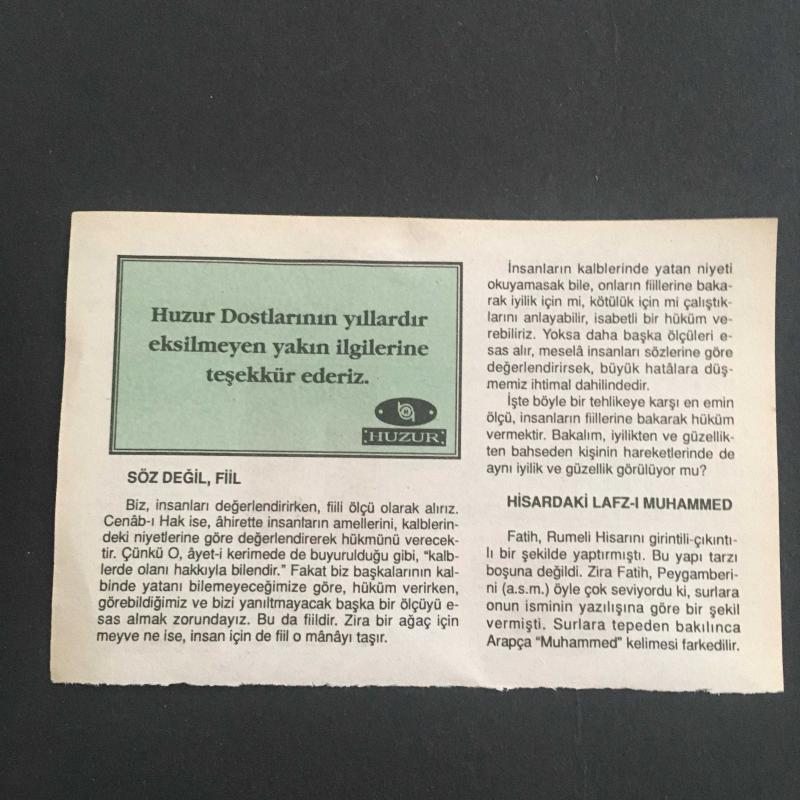 Huzur Dostlarının yıllardır
eksilmeyen yakın ilgilerine
teşekkür ederiz.
HUZUR
SÖZ DEĞİL, FİİL
Biz, insanları değerlendirirken, fiili ölçü olarak alırız.
Cenâb-ı Hak ise, âhirette insanların amellerini, kalblerin-
deki niyetlerine göre değerlendirerek hükmünü verecek-
tir. Çünkü O, âyet-i kerimede de buyurulduğu gibi, “kalb-
lerde olanı hakkıyla bilendir.” Fakat biz başkalarının kal-
binde yatanı bilemeyeceğimize göre, hüküm verirken,
görebildiğimiz ve bizi yanıltmayacak başka bir ölçüyü e-
sas almak zorundayız. Bu da fiildir. Zira bir ağaç için
meyve ne ise, insan için de fiil o mânâyı taşır.
İnsanların kalblerinde yatan niyeti
okuyamasak bile, onların fiillerine baka-
rak iyilik için mi, kötülük için mi çalıştık-
larını anlayabilir, isabetli bir hüküm ve-
rebiliriz. Yoksa daha başka ölçüleri e-
sas alır, meselâ insanları sözlerine göre
değerlendirirsek, büyük hatâlara düş-
memiz ihtimal dahilindedir.
İşte böyle bir tehlikeye karşı en emin
ölçü, insanların fiillerine bakarak hüküm
vermektir. Bakalım, iyilikten ve güzellik-
ten bahseden kişinin hareketlerinde de
aynı iyilik ve güzellik görülüyor mu?
HİSARDAKİ LAFZ-I MUHAMMED
Fatih, Rumeli Hisarını girintili-çıkıntı-
lı bir şekilde yaptırmıştı. Bu yapı tarzı
boşuna değildi. Zira Fatih, Peygamberi-
ni (a.s.m.) öyle çok seviyordu ki, surlara
onun isminin yazılışına göre bir şekil
vermişti. Surlara tepeden bakılınca
Arapça “Muhammed” kelimesi farkedilir.